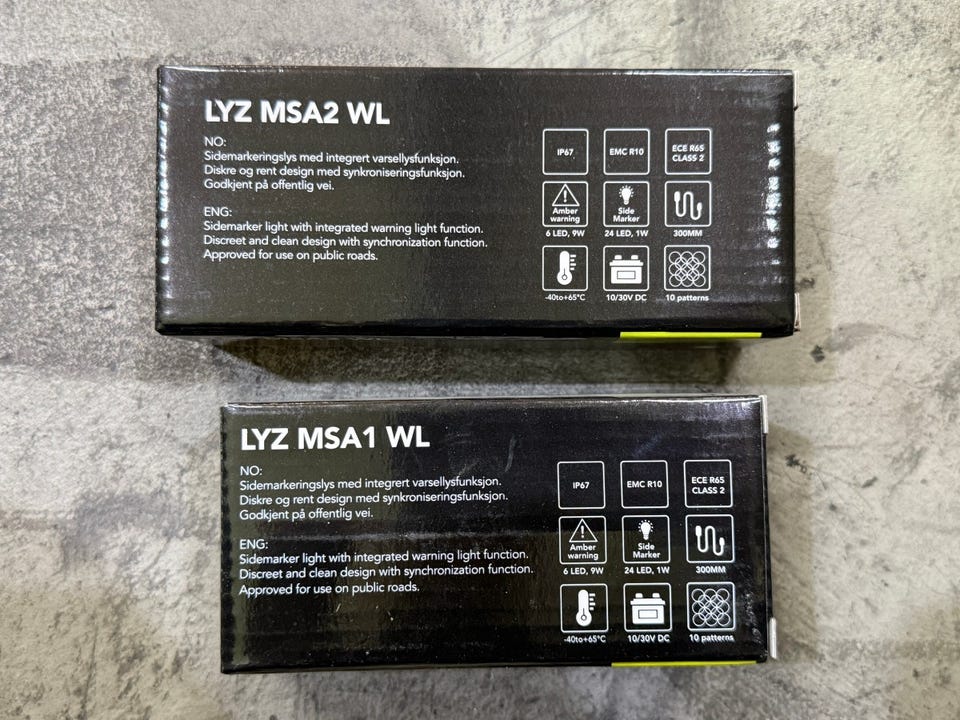 LYZ MSA2 WL
NO:
Sidemarkeringslys med integrert varsellysfunksjon.
Diskre og rent design med synkroniseringsfunksjon.
Godkjent på offentlig vei.
ENG:
Sidemarker light with integrated warning light function.
Discreet and clean design with synchronization function.
Approved for use on public roads.
IP67
EMC R10
ECE R65
CLASS 2
Amber
warning
Side
Marker
6 LED, 9W
24 LED, 1W
300MM
-40to+65°C
10/30V DC
10 patterns
LYZ MSA1 WL
NO:
Sidemarkeringslys med integrert varsellysfunksjon.
Diskre og rent design med synkroniseringsfunksjon.
Godkjent på offentlig vei.
ENG:
Sidemarker light with integrated warning light function.
Discreet and clean design with synchronization function.
Approved for use on public roads.
IP67
EMC R10
ECE R65
CLASS 2
Amber
warning
Side
Marker
6 LED, 9W
24 LED, 1W
300MM
-40to+65°C
10/30V DC
10 patterns